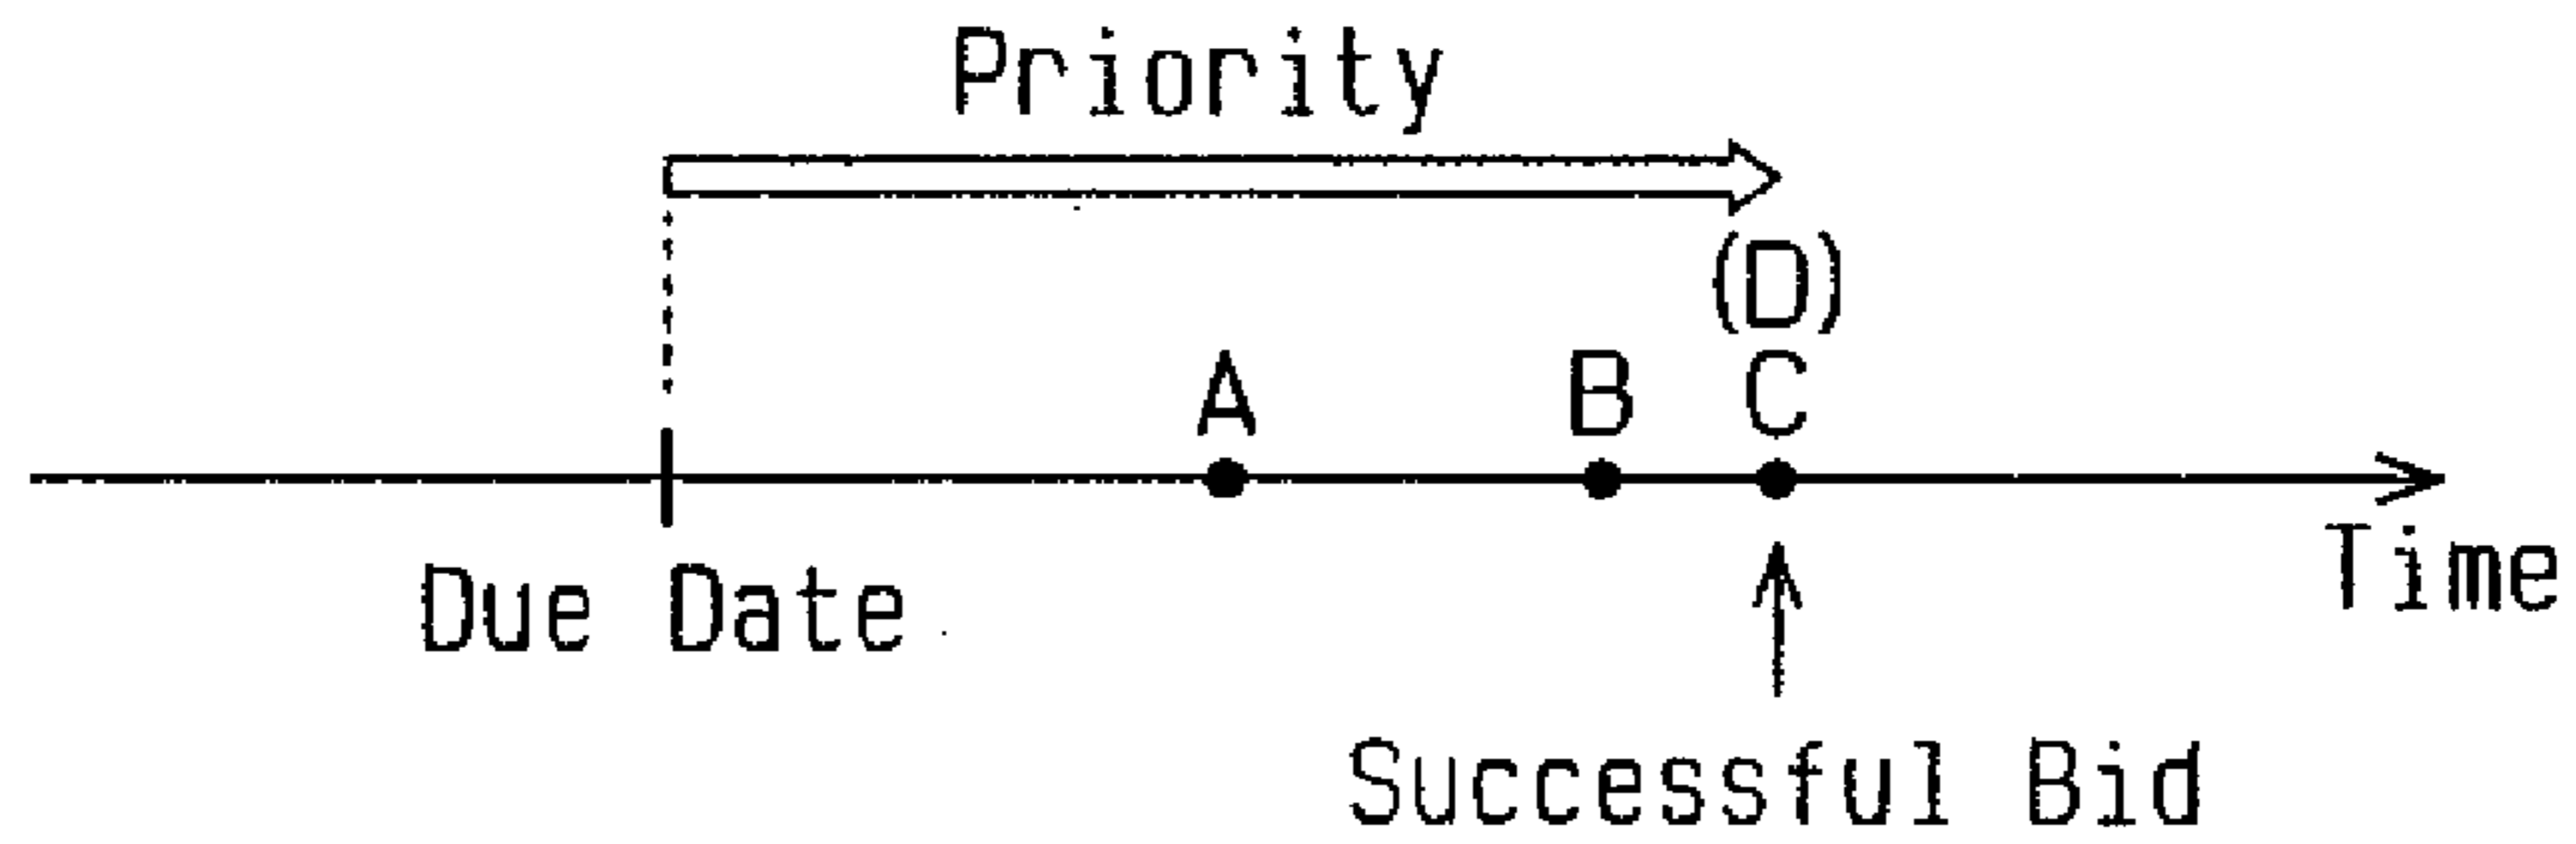 Priority
(D)
A B C
Due Date
Time
Successful Bid